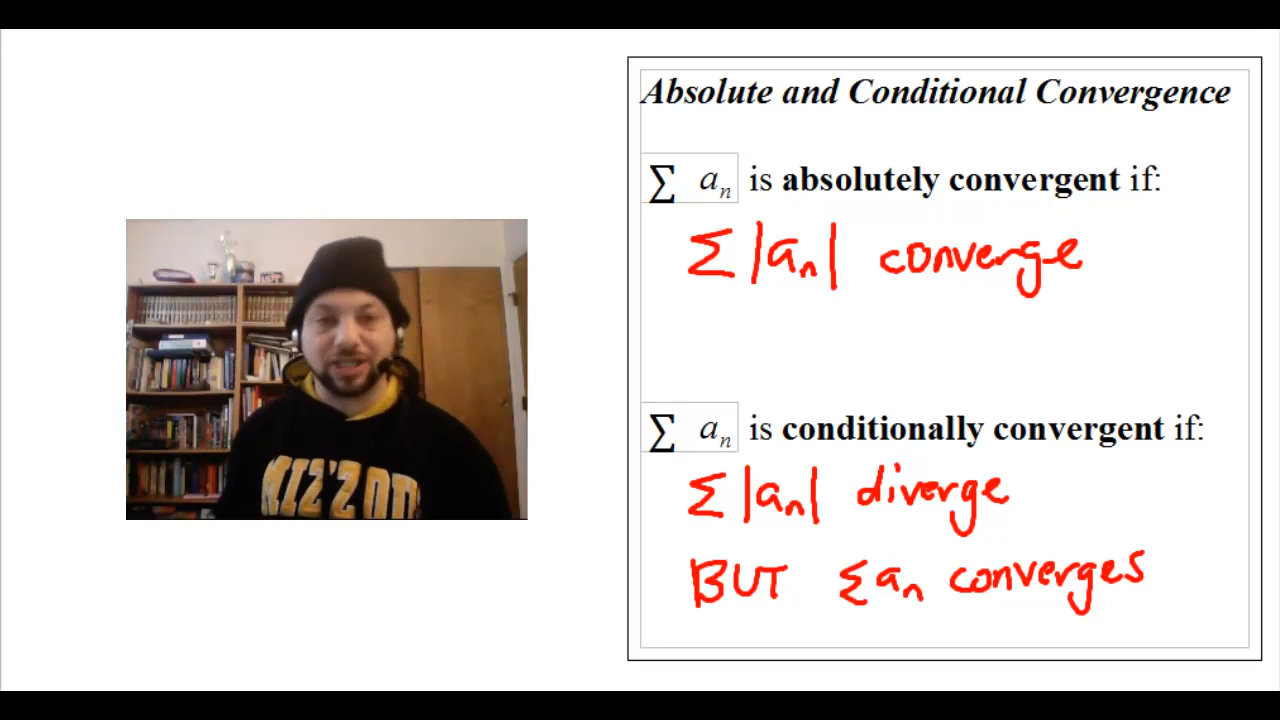 Absolute and Conditional Convergence
∑ aₙ is absolutely convergent if:
Σ |aₙ| converge
∑ aₙ is conditionally convergent if:
Σ |aₙ| diverge
BUT Σ aₙ converges
MIZZOU